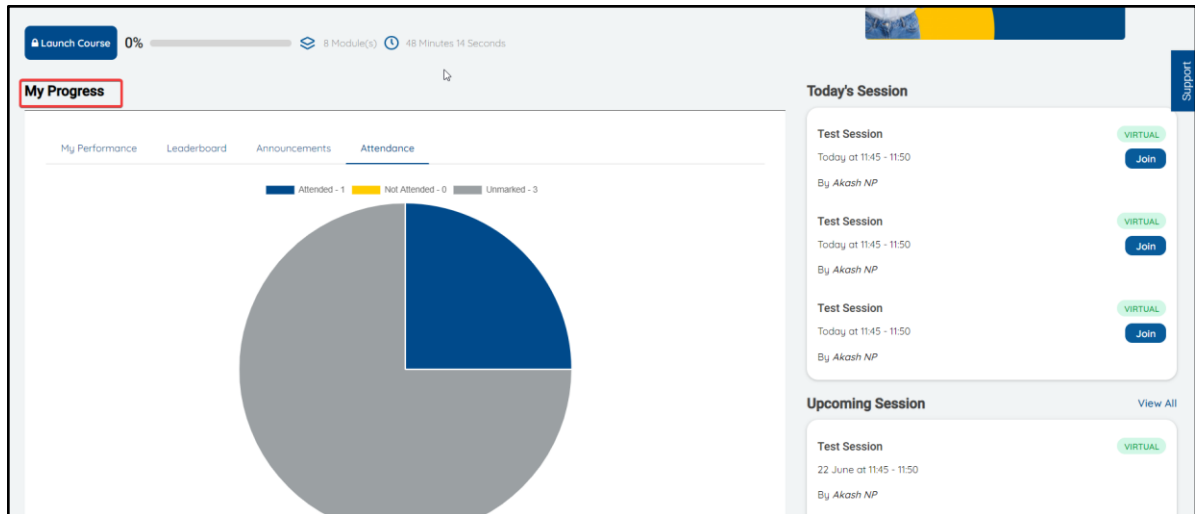 Launch Course 0% 8 Module(s) 48 Minutes 14 Seconds
My Progress
My Performance Leaderboard Announcements Attendance
Attended - 1 Not Attended - 0 Unmarked - 3
Support
Today's Session
Test Session VIRTUAL
Today at 11:45 - 11:50 Join
By Akash NP
Test Session VIRTUAL
Today at 11:45 - 11:50 Join
By Akash NP
Test Session VIRTUAL
Today at 11:45 - 11:50 Join
By Akash NP
Upcoming Session View All
Test Session VIRTUAL
22 June at 11:45 - 11:50
By Akash NP